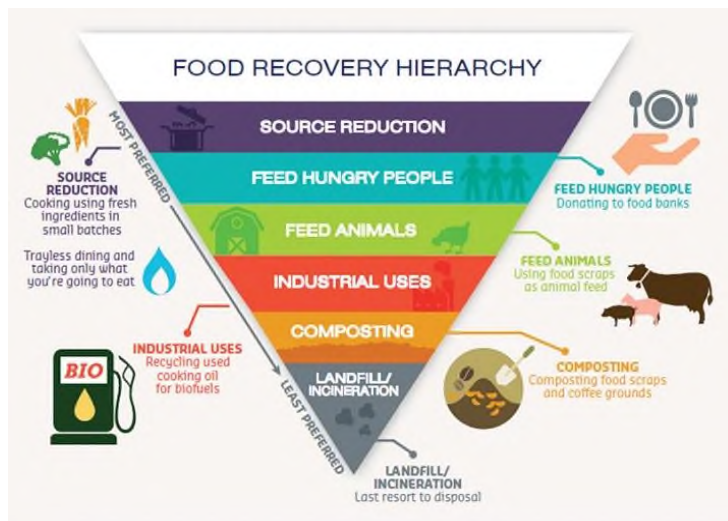 FOOD RECOVERY HIERARCHY
MOST PREFERRED
LEAST PREFERRED
SOURCE REDUCTION
FEED HUNGRY PEOPLE
FEED ANIMALS
INDUSTRIAL USES
COMPOSTING
LANDFILL/
INCINERATION
SOURCE
REDUCTION
Cooking using fresh
ingredients in
small batches
Trayless dining and
taking only what
you're going to eat
INDUSTRIAL USES
Recycling used
cooking oil
for biofuels
BIO
FEED HUNGRY PEOPLE
Donating to food banks
FEED ANIMALS
Using food scraps
as animal feed
COMPOSTING
Composting food scraps
and coffee grounds
LANDFILL/
INCINERATION
Last resort to disposal